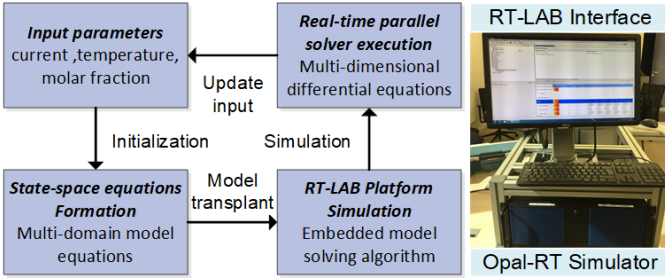 Input parameters
current ,temperature,
molar fraction
Real-time parallel
solver execution
Multi-dimensional
differential equations
Update
input
Initialization
Simulation
State-space equations
Formation
Multi-domain model
equations
Model
transplant
RT-LAB Platform
Simulation
Embedded model
solving algorithm
RT-LAB Interface
Opal-RT Simulator